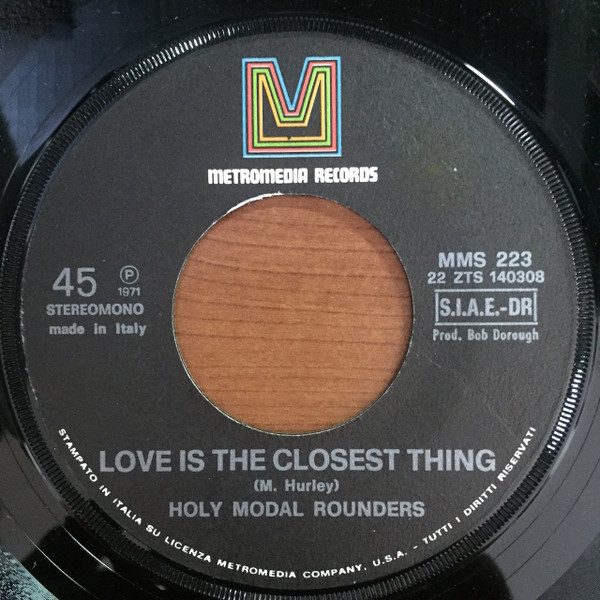 METROMEDIA RECORDS
45 P
1971
STEREOMONO
made in Italy
MMS 223
22 ZTS 140308
S.I.A.E.-DR
Prod. Bob Dorough
LOVE IS THE CLOSEST THING
(M. Hurley)
HOLY MODAL ROUNDERS
STAMPATO IN ITALIA SU LICENZA METROMEDIA COMPANY, U.S.A. - TUTTI I DIRITTI RISERVATI